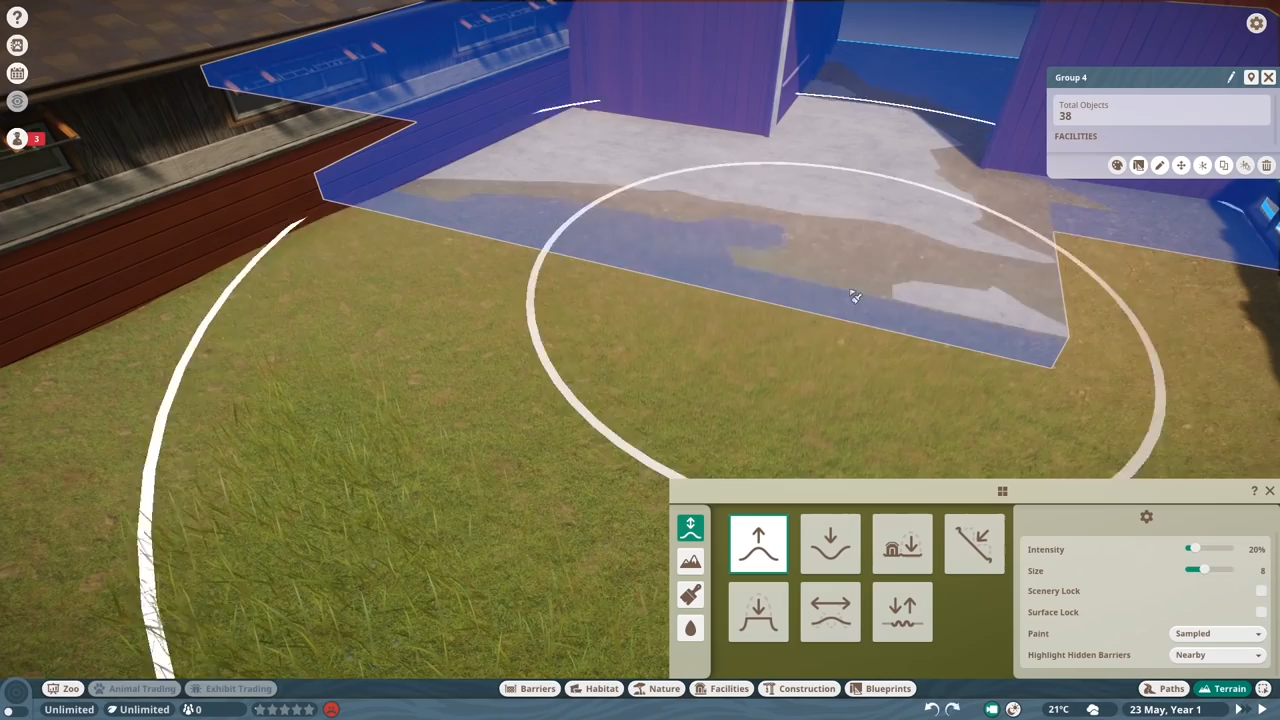 ?
3
Group 4
Total Objects
38
FACILITIES
?
Intensity 20%
Size 8
Scenery Lock
Surface Lock
Paint Sampled
Highlight Hidden Barriers Nearby
Zoo Animal Trading Exhibit Trading Barriers Habitat Nature Facilities Construction Blueprints Paths Terrain
Unlimited Unlimited 0 21°C 23 May, Year 1